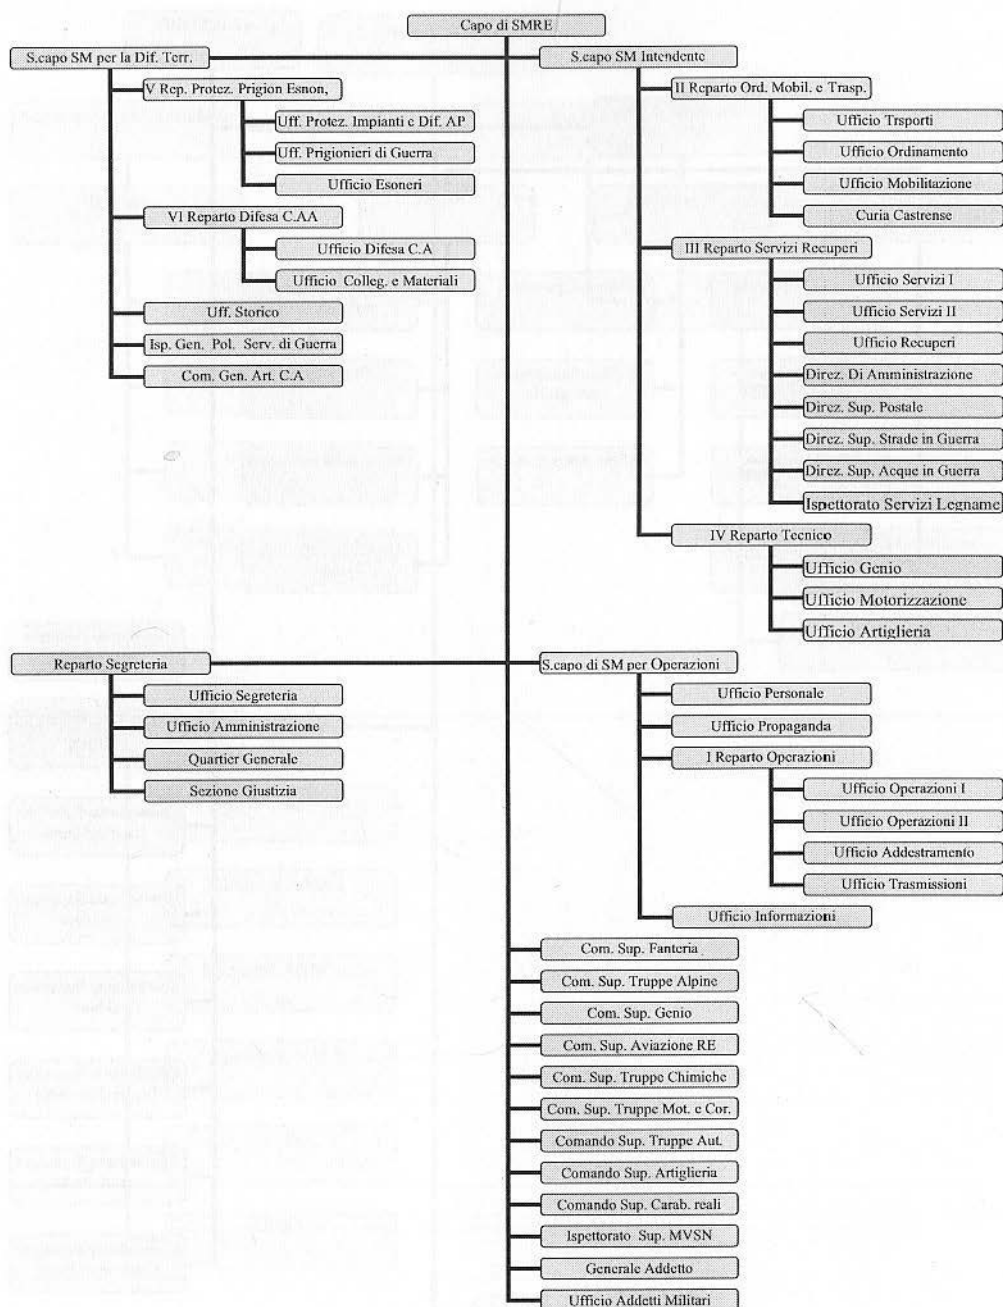 Capo di SMRE
S.capo SM per la Dif. Terr.
V Rep. Protez. Prigion Esnon,
Uff. Protez. Impianti e Dif. AP
Uff. Prigionieri di Guerra
Ufficio Esoneri
VI Reparto Difesa C.AA
Ufficio Difesa C.A
Ufficio Colleg. e Materiali
Uff. Storico
Isp. Gen. Pol. Serv. di Guerra
Com. Gen. Art. C.A
S.capo SM Intendente
II Reparto Ord. Mobil. e Trasp.
Ufficio Trsporti
Ufficio Ordinamento
Ufficio Mobilitazione
Curia Castrense
III Reparto Servizi Recuperi
Ufficio Servizi I
Ufficio Servizi II
Ufficio Recuperi
Direz. Di Amministrazione
Direz. Sup. Postale
Direz. Sup. Strade in Guerra
Direz. Sup. Acque in Guerra
Ispettorato Servizi Legname
IV Reparto Tecnico
Ufficio Genio
Ufficio Motorizzazione
Ufficio Artiglieria
Reparto Segreteria
Ufficio Segreteria
Ufficio Amministrazione
Quartier Generale
Sezione Giustizia
S.capo di SM per Operazioni
Ufficio Personale
Ufficio Propaganda
I Reparto Operazioni
Ufficio Operazioni I
Ufficio Operazioni II
Ufficio Addestramento
Ufficio Trasmissioni
Ufficio Informazioni
Com. Sup. Fanteria
Com. Sup. Truppe Alpine
Com. Sup. Genio
Com. Sup. Aviazione RE
Com. Sup. Truppe Chimiche
Com. Sup. Truppe Mot. e Cor.
Comando Sup. Truppe Aut.
Comando Sup. Artiglieria
Comando Sup. Carab. reali
Ispettorato Sup. MVSN
Generale Addetto
Ufficio Addetti Militari